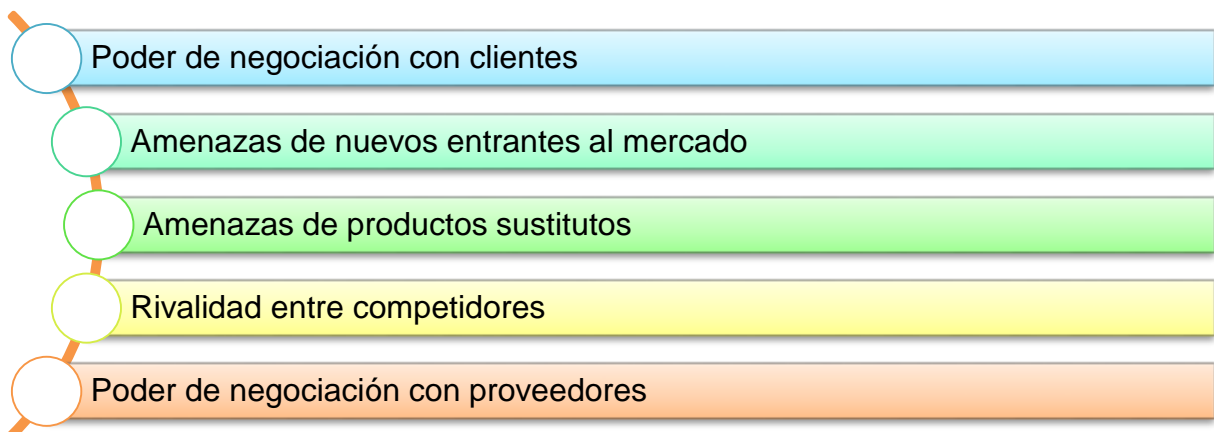 Poder de negociación con clientes
Amenazas de nuevos entrantes al mercado
Amenazas de productos sustitutos
Rivalidad entre competidores
Poder de negociación con proveedores